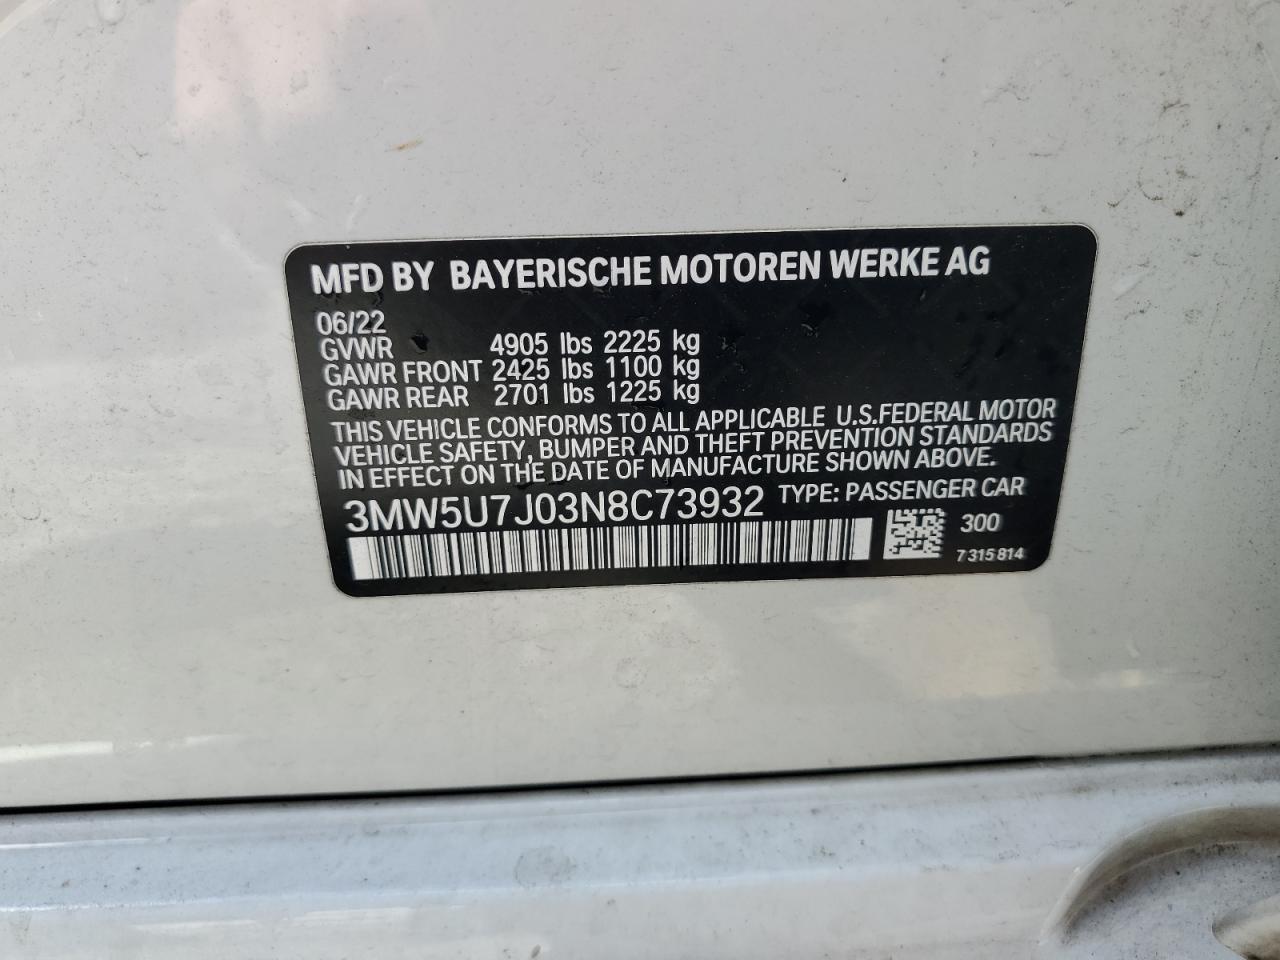 MFD BY BAYERISCHE MOTOREN WERKE AG
06/22
GVWR 4905 lbs 2225 kg
GAWR FRONT 2425 lbs 1100 kg
GAWR REAR 2701 lbs 1225 kg
THIS VEHICLE CONFORMS TO ALL APPLICABLE U.S.FEDERAL MOTOR
VEHICLE SAFETY, BUMPER AND THEFT PREVENTION STANDARDS
IN EFFECT ON THE DATE OF MANUFACTURE SHOWN ABOVE.
3MW5U7J03N8C73932 TYPE: PASSENGER CAR
300
7315814